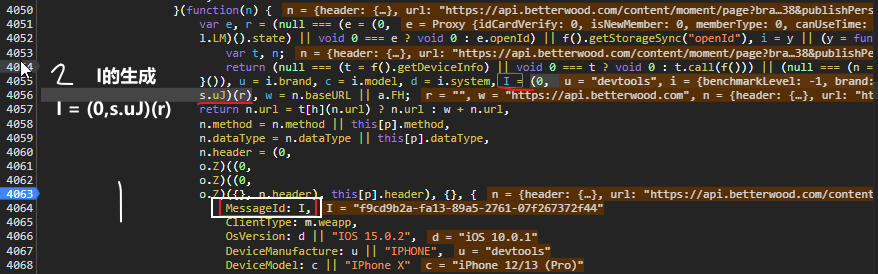 4050 }(function(n) { n = {header: {…}, url: "https://api.betterwood.com/content/moment/page?bra…38&publishPers
4051 var e, r = (null === (e = (0, e = Proxy {idCardVerify: 0, isNewMember: 0, memberType: 0, canUseTime:
4052 l.LM)().state) || void 0 === e ? void 0 : e.openId) || f().getStorageSync("openId"), i = y || (y = func
4053 var t, n; n = {header: {…}, url: "https://api.betterwood.com/content/moment/page?bra…38&publishPe
4054 return (null === (t = f().getDeviceInfo) || void 0 === t ? void 0 : t.call(f())) || (null === (n =
4055 }()), u = i.brand, c = i.model, d = i.system, I = (0, u = "devtools", i = {benchmarkLevel: -1, brand:
4056 s.uJ)(r), w = n.baseURL || a.FH; r = "", w = "https://api.betterwood.com", n = {header: {…},
4057 return n.url = t[h](n.url) ? n.url : w + n.url,
4058 n.method = n.method || this[p].method,
4059 n.dataType = n.dataType || this[p].dataType,
4060 n.header = (0,
4061 o.Z)((0,
4062 o.Z)((0,
4063 o.Z)({}, n.header), this[p].header), {}, { n = {header: {…}, url: "https://api.betterwood.com/conten
4064 MessageId: I, I = "f9cd9b2a-fa13-89a5-2761-07f267372f44"
4065 ClientType: m.weapp,
4066 OsVersion: d || "IOS 15.0.2", d = "iOS 10.0.1"
4067 DeviceManufacture: u || "IPHONE", u = "devtools"
4068 DeviceModel: c || "IPhone X" c = "iPhone 12/13 (Pro)"
2 I的生成
I = (0,s.uJ)(r)
1